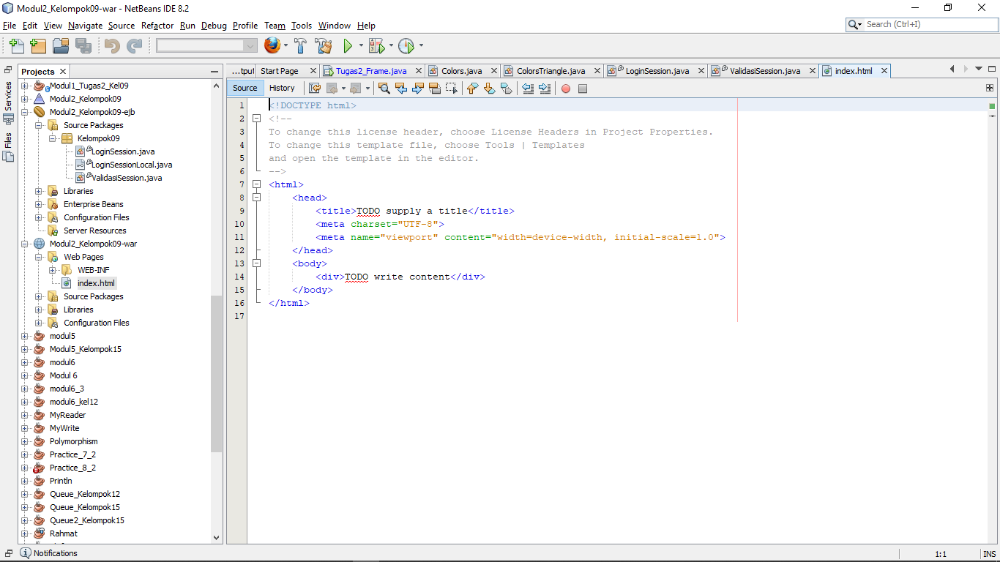 Modul2_Kelompok09-war - NetBeans IDE 8.2
File Edit View Navigate Source Refactor Run Debug Profile Team Tools Window Help
Search (Ctrl+I)
Services
Files
Projects
Modul1_Tugas2_Kel09
Modul2_Kelompok09
Modul2_Kelompok09-ejb
Source Packages
Kelompok09
LoginSession.java
LoginSessionLocal.java
ValidasiSession.java
Libraries
Enterprise Beans
Configuration Files
Server Resources
Modul2_Kelompok09-war
Web Pages
WEB-INF
index.html
Source Packages
Libraries
Configuration Files
modul5
Modul5_Kelompok15
modul6
Modul 6
modul6_3
modul6_kel12
MyReader
MyWrite
Polymorphism
Practice_7_2
Practice_8_2
Println
Queue_Kelompok12
Queue_Kelompok15
Queue2_Kelompok15
Rahmat
...tput Start Page Tugas2_Frame.java Colors.java ColorsTriangle.java LoginSession.java ValidasiSession.java index.html
Source History
1 <!DOCTYPE html>
2 <!--
3 To change this license header, choose License Headers in Project Properties.
4 To change this template file, choose Tools | Templates
5 and open the template in the editor.
6 -->
7 <html>
8 <head>
9 <title>TODO supply a title</title>
10 <meta charset="UTF-8">
11 <meta name="viewport" content="width=device-width, initial-scale=1.0">
12 </head>
13 <body>
14 <div>TODO write content</div>
15 </body>
16 </html>
17
Notifications
1:1 INS